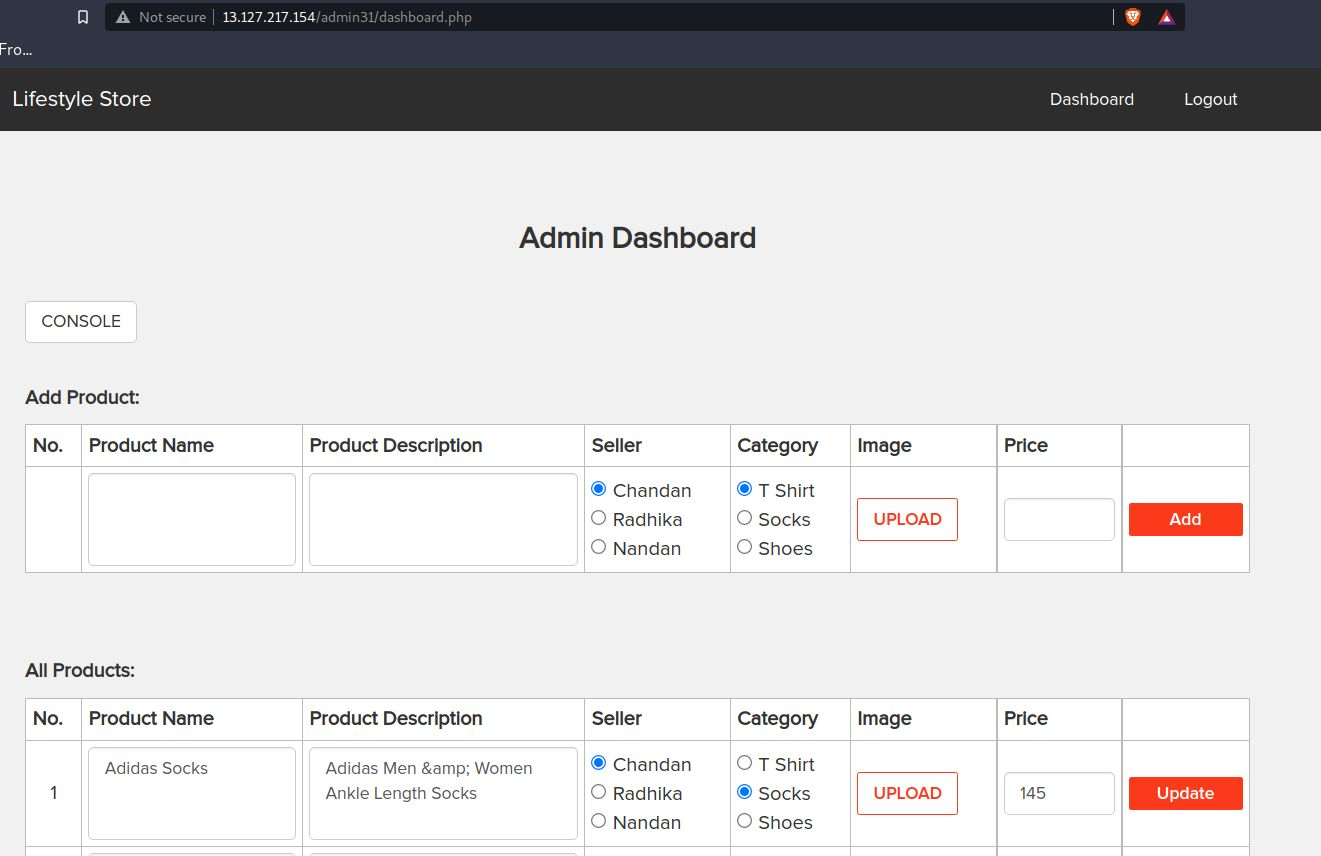 Not secure 13.127.217.154/admin31/dashboard.php
Fro...
Lifestyle Store Dashboard Logout
Admin Dashboard
CONSOLE
Add Product:
No. Product Name Product Description Seller Category Image Price
Chandan T Shirt
Radhika Socks UPLOAD Add
Nandan Shoes
All Products:
No. Product Name Product Description Seller Category Image Price
Adidas Socks Adidas Men &amp; Women Chandan T Shirt
1 Ankle Length Socks Radhika Socks UPLOAD 145 Update
Nandan Shoes